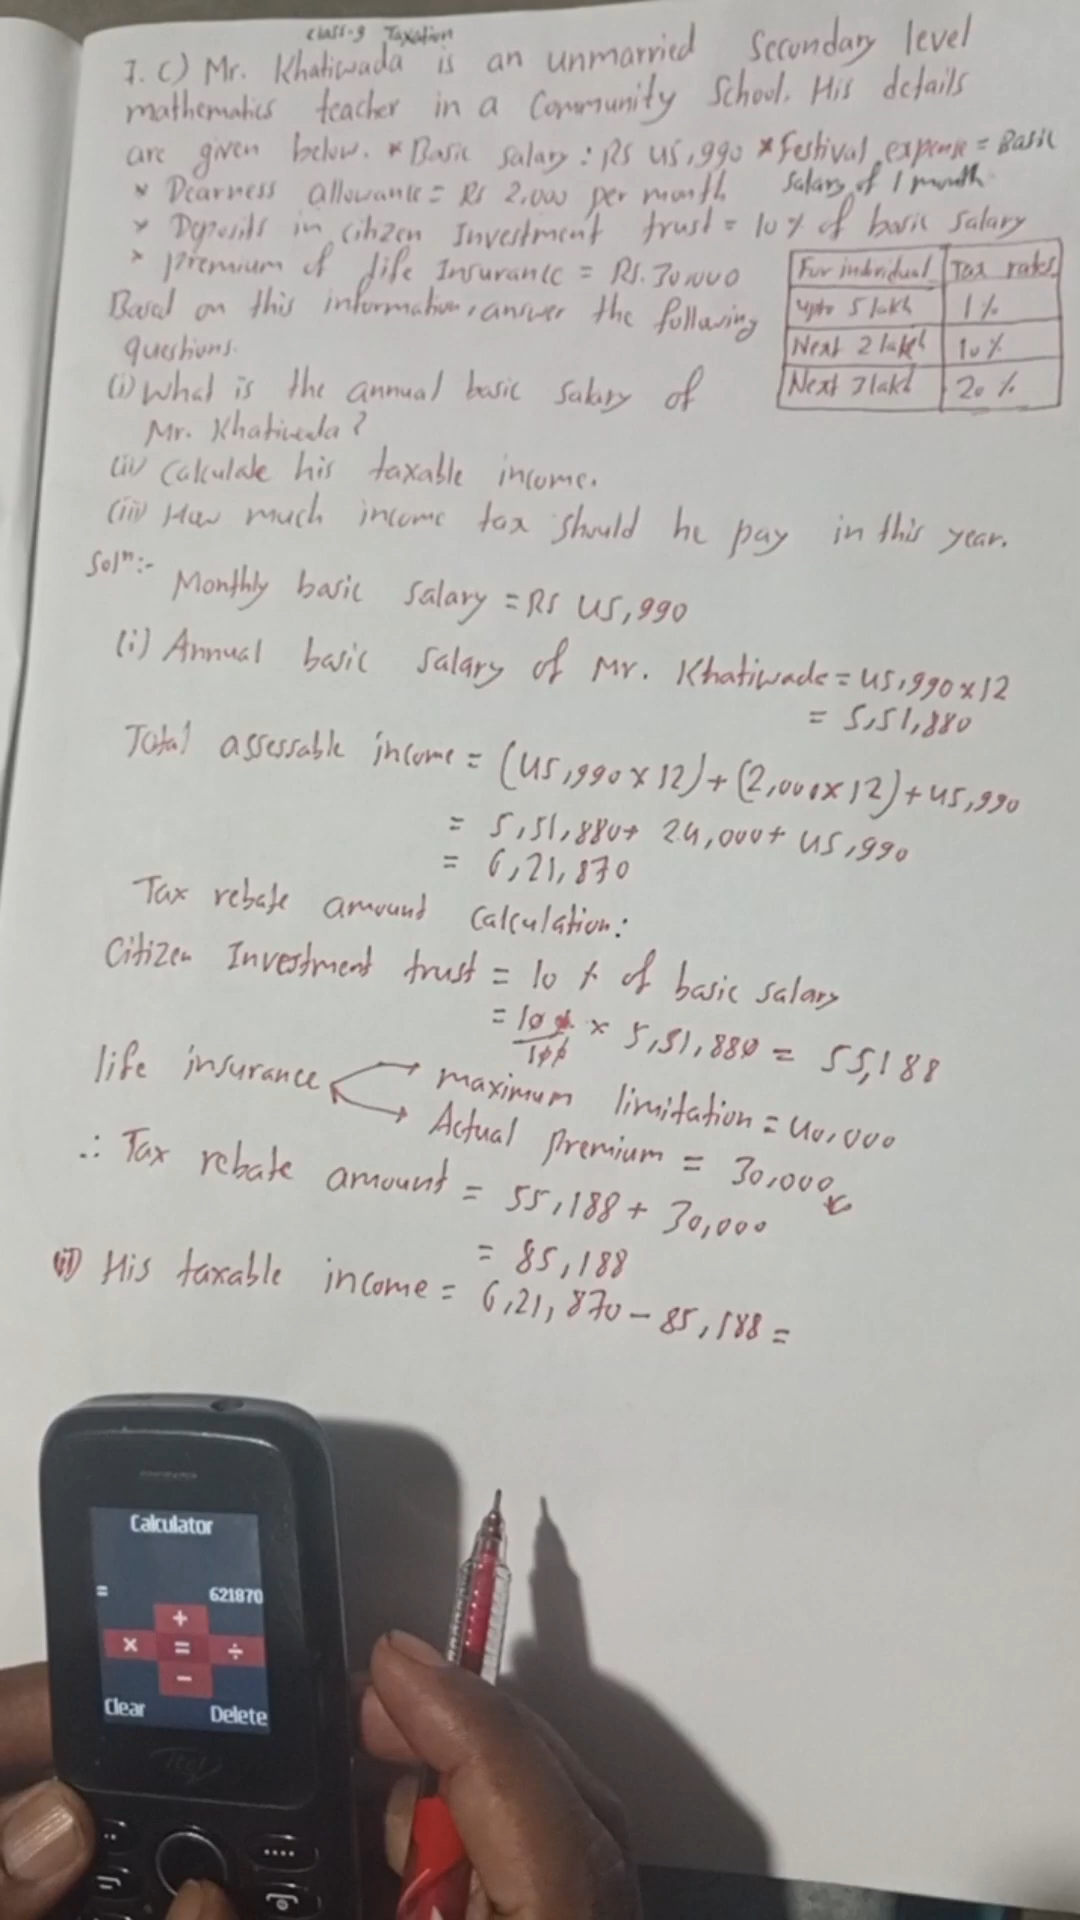 class-9 Taxation
7. c) Mr. Khatiwada is an unmarried Secondary level
mathematics teacher in a Community School. His details
are given below. * Basic salary: Rs 45,990 * Festival expense = Basic
salary of 1 month
* Dearness allowance = Rs 2,000 per month
* Deposits in citizen Investment trust = 10% of basic salary
* premium of life Insurance = Rs. 30,000
For individual Tax rates
upto 5 lakh 1%
Next 2 lakh 10%
Next 3 lakh 20%
Based on this information, answer the following
questions.
(i) What is the annual basic salary of
Mr. Khatiwada?
(ii) Calculate his taxable income.
(iii) How much income tax should he pay in this year.
Solⁿ:-
Monthly basic salary = Rs 45,990
(i) Annual basic salary of Mr. Khatiwada = 45,990 x 12
= 5,51,880
Total assessable income = (45,990 x 12) + (2,000 x 12) + 45,990
= 5,51,880 + 24,000 + 45,990
= 6,21,870
Tax rebate amount calculation:
Citizen Investment trust = 10 % of basic salary
= 10/100 x 5,51,880 = 55,188
life insurance → maximum limitation = 40,000
→ Actual premium = 30,000
∴ Tax rebate amount = 55,188 + 30,000
= 85,188
(ii) His taxable income = 6,21,870 - 85,188 =
Calculator
= 621870
+
× = ÷
-
Clear Delete
itel